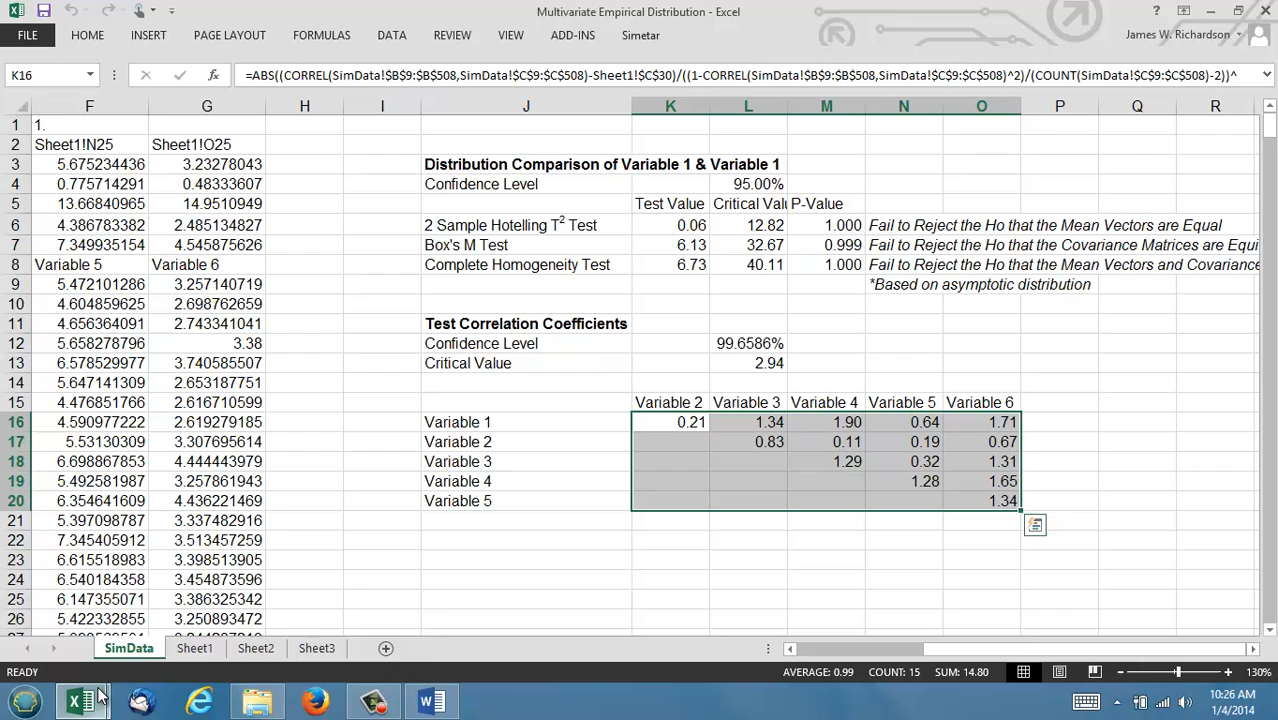 Multivariate Empirical Distribution - Excel
FILE HOME INSERT PAGE LAYOUT FORMULAS DATA REVIEW VIEW ADD-INS Simetar James W. Richardson
K16 =ABS((CORREL(SimData!$B$9:$B$508,SimData!$C$9:$C$508)-Sheet1!$C$30)/((1-CORREL(SimData!$B$9:$B$508,SimData!$C$9:$C$508)^2)/(COUNT(SimData!$C$9:$C$508)-2))^
F G H I J K L M N O P Q R
1 1.
2 Sheet1!N25 Sheet1!O25
3 5.675234436 3.23278043 Distribution Comparison of Variable 1 & Variable 1
4 0.775714291 0.48333607 Confidence Level 95.00%
5 13.66840965 14.9510949 Test Value Critical Valu P-Value
6 4.386783382 2.485134827 2 Sample Hotelling T2 Test 0.06 12.82 1.000 Fail to Reject the Ho that the Mean Vectors are Equal
7 7.349935154 4.545875626 Box's M Test 6.13 32.67 0.999 Fail to Reject the Ho that the Covariance Matrices are Equi
8 Variable 5 Variable 6 Complete Homogeneity Test 6.73 40.11 1.000 Fail to Reject the Ho that the Mean Vectors and Covariance
9 5.472101286 3.257140719 *Based on asymptotic distribution
10 4.604859625 2.698762659
11 4.656364091 2.743341041 Test Correlation Coefficients
12 5.658278796 3.38 Confidence Level 99.6586%
13 6.578529977 3.740585507 Critical Value 2.94
14 5.647141309 2.653187751
15 4.476851766 2.616710599 Variable 2 Variable 3 Variable 4 Variable 5 Variable 6
16 4.590977222 2.619279185 Variable 1 0.21 1.34 1.90 0.64 1.71
17 5.53130309 3.307695614 Variable 2 0.83 0.11 0.19 0.67
18 6.698867853 4.444443979 Variable 3 1.29 0.32 1.31
19 5.492581987 3.257861943 Variable 4 1.28 1.65
20 6.354641609 4.436221469 Variable 5 1.34
21 5.397098787 3.337482916
22 7.345405912 3.513457259
23 6.615518983 3.398513905
24 6.540184358 3.454873596
25 6.147355071 3.386325342
26 5.422332855 3.250893472
SimData Sheet1 Sheet2 Sheet3
READY AVERAGE: 0.99 COUNT: 15 SUM: 14.80 130%
10:26 AM
1/4/2014